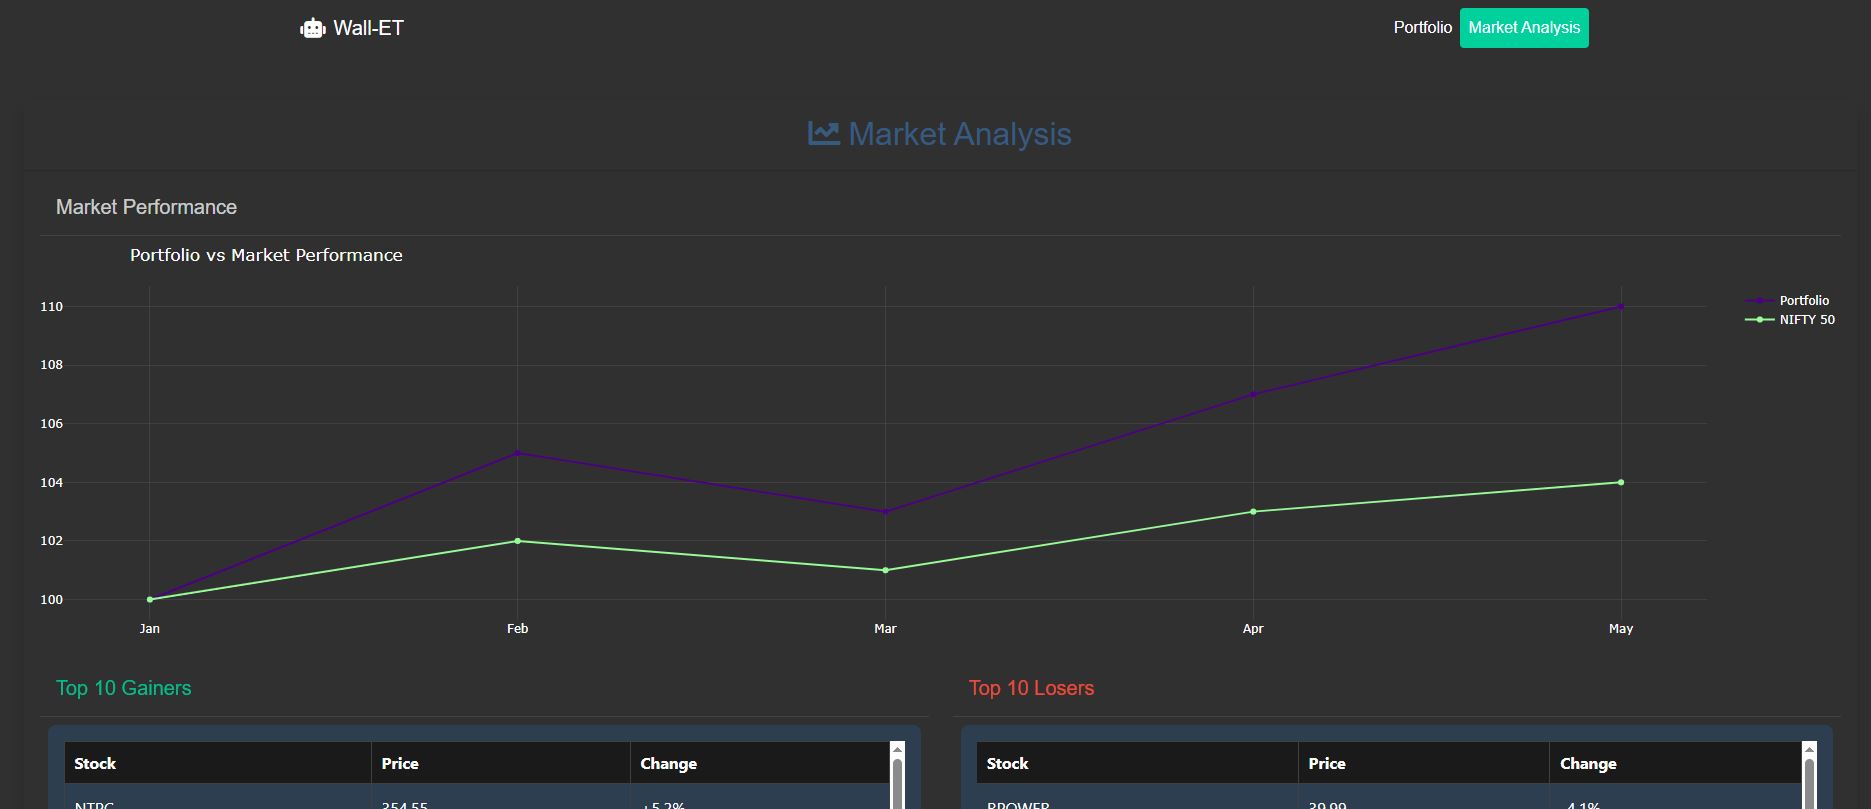 Wall-ET
Portfolio Market Analysis
Market Analysis
Market Performance
Portfolio vs Market Performance
110
108
106
104
102
100
Jan Feb Mar Apr May
Portfolio
NIFTY 50
Top 10 Gainers
Stock Price Change
NTPC 354.55 +5.2%
Top 10 Losers
Stock Price Change
RPOWER 39.99 -4.1%